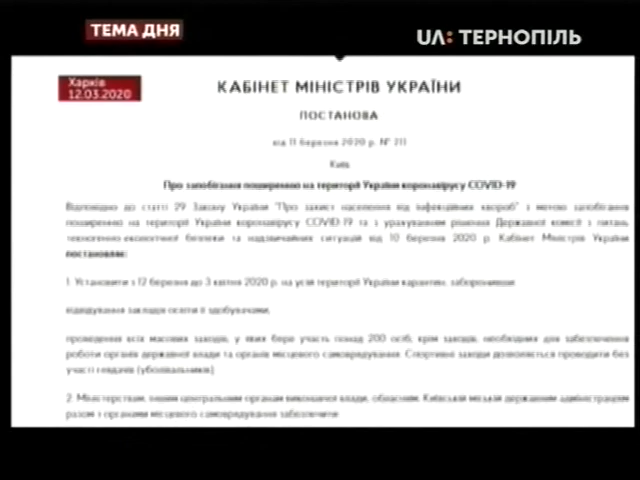 ТЕМА ДНЯ
UA: ТЕРНОПІЛЬ
Харків
12.03.2020
КАБІНЕТ МІНІСТРІВ УКРАЇНИ
ПОСТАНОВА
від 11 березня 2020 р. № 211
Київ
Про запобігання поширенню на території України коронавірусу COVID-19
Відповідно до статті 29 Закону України "Про захист населення від інфекційних хвороб" з метою запобігання
поширенню на території України коронавірусу COVID-19 та з урахуванням рішення Державної комісії з питань
техногенно-екологічної безпеки та надзвичайних ситуацій від 10 березня 2020 р. Кабінет Міністрів України
постановляє:
1. Установити з 12 березня до 3 квітня 2020 р. на усій території України карантин, заборонивши:
відвідування закладів освіти її здобувачами;
проведення всіх масових заходів, у яких бере участь понад 200 осіб, крім заходів, необхідних для забезпечення
роботи органів державної влади та органів місцевого самоврядування. Спортивні заходи дозволяється проводити без
участі глядачів (уболівальників).
2. Міністерствам, іншим центральним органам виконавчої влади, обласним, Київській міській державним адміністраціям
разом з органами місцевого самоврядування забезпечити: